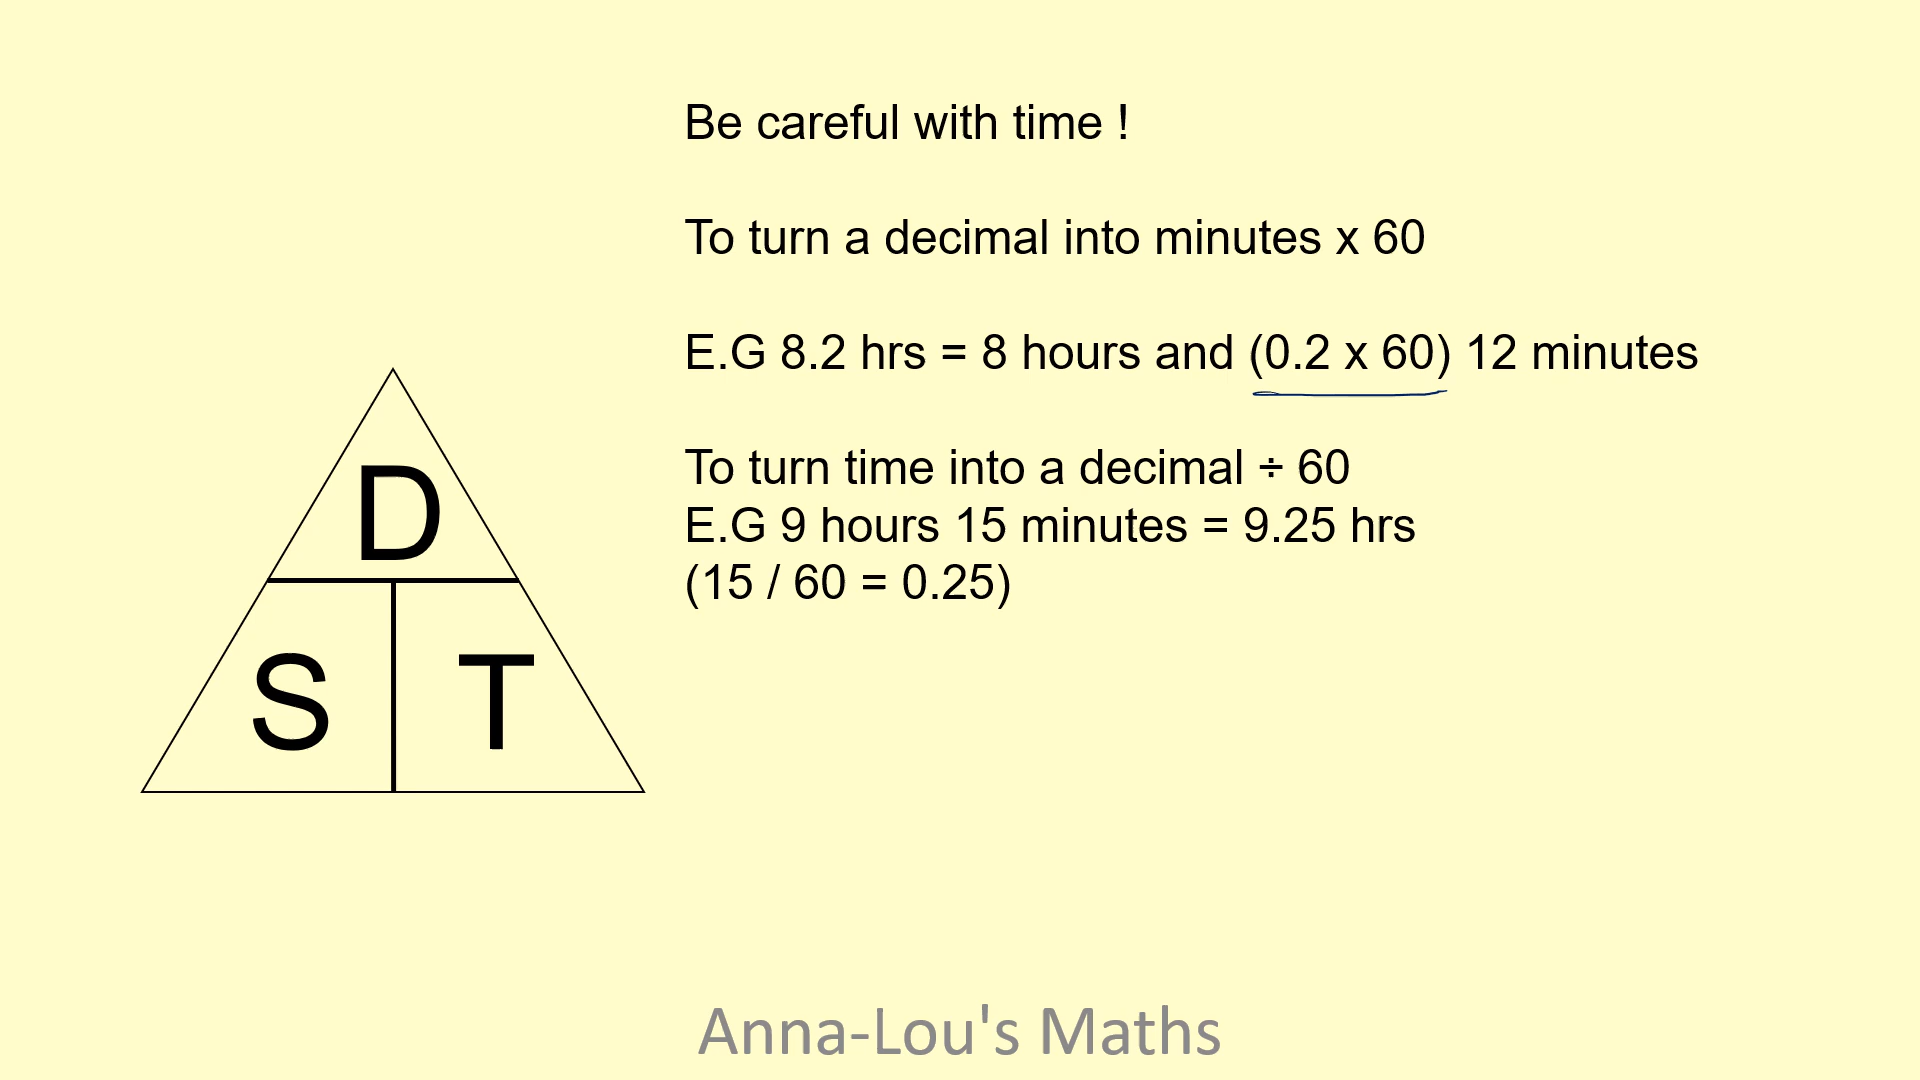 Be careful with time !
To turn a decimal into minutes x 60
E.G 8.2 hrs = 8 hours and (0.2 x 60) 12 minutes
To turn time into a decimal ÷ 60
E.G 9 hours 15 minutes = 9.25 hrs
(15 / 60 = 0.25)
D
S T
Anna-Lou's Maths